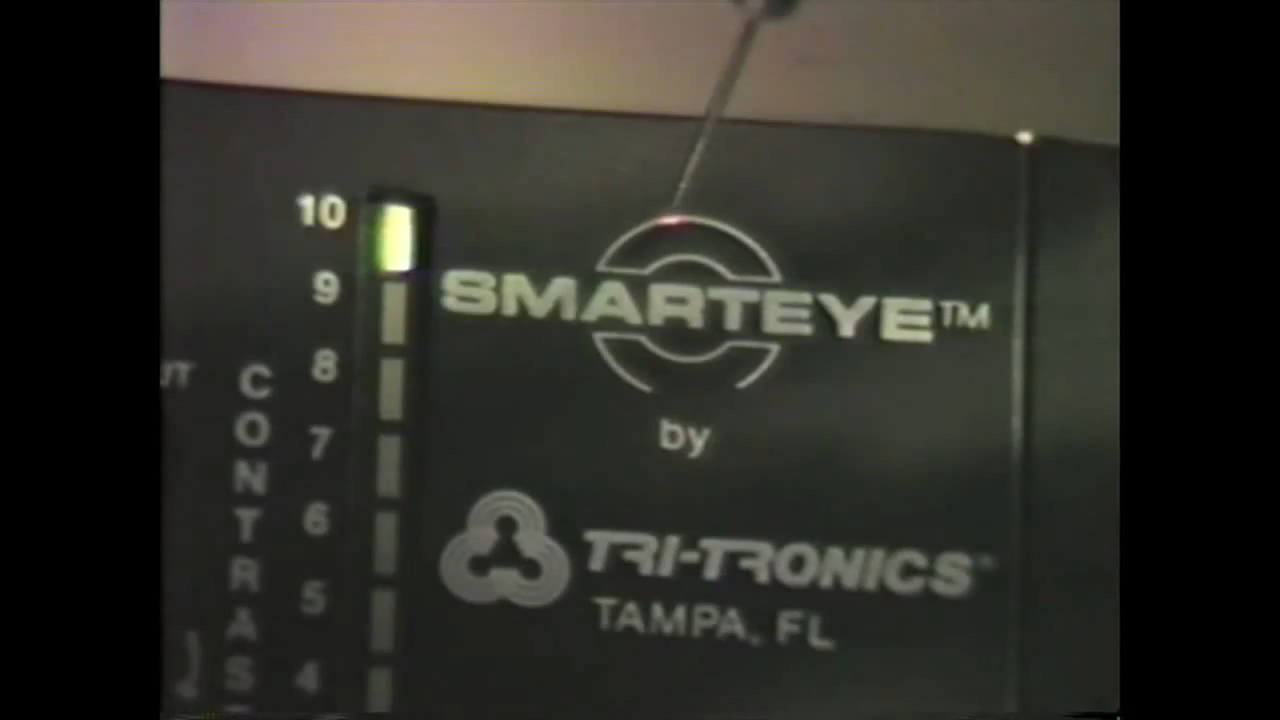 10
9
8
7
6
5
4
CONTRAS
SMARTEYE™
by
TRI-TRONICS
TAMPA, FL